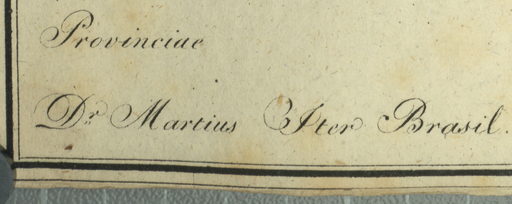 Provinciae
Dr. Martius Iter Brasil.